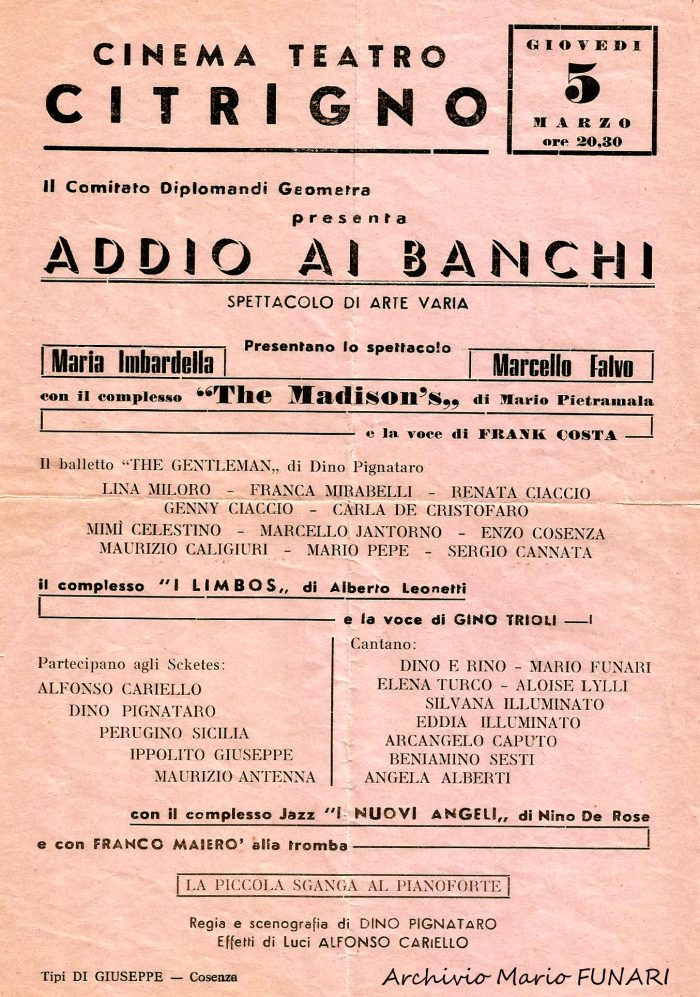 CINEMA TEATRO
CITRIGNO
GIOVEDI
5
MARZO
ore 20,30
Il Comitato Diplomandi Geometra
presenta
ADDIO AI BANCHI
SPETTACOLO DI ARTE VARIA
Presentano lo spettacolo
Maria Imbardella
Marcello Falvo
con il complesso “The Madison's„ di Mario Pietramala
e la voce di FRANK COSTA
Il balletto “THE GENTLEMAN„ di Dino Pignataro
LINA MILORO - FRANCA MIRABELLI - RENATA CIACCIO
GENNY CIACCIO - CARLA DE CRISTOFARO
MIMÌ CELESTINO - MARCELLO JANTORNO - ENZO COSENZA
MAURIZIO CALIGIURI - MARIO PEPE - SERGIO CANNATA
il complesso "I LIMBOS„ di Alberto Leonetti
e la voce di GINO TRIOLI
Partecipano agli Scketes:
ALFONSO CARIELLO
DINO PIGNATARO
PERUGINO SICILIA
IPPOLITO GIUSEPPE
MAURIZIO ANTENNA
Cantano:
DINO E RINO - MARIO FUNARI
ELENA TURCO - ALOISE LYLLI
SILVANA ILLUMINATO
EDDIA ILLUMINATO
ARCANGELO CAPUTO
BENIAMINO SESTI
ANGELA ALBERTI
con il complesso Jazz "I NUOVI ANGELI„ di Nino De Rose
e con FRANCO MAIERO' alla tromba
LA PICCOLA SGANGA AL PIANOFORTE
Regia e scenografia di DINO PIGNATARO
Effetti di Luci ALFONSO CARIELLO
Tipi DI GIUSEPPE — Cosenza
Archivio Mario FUNARI